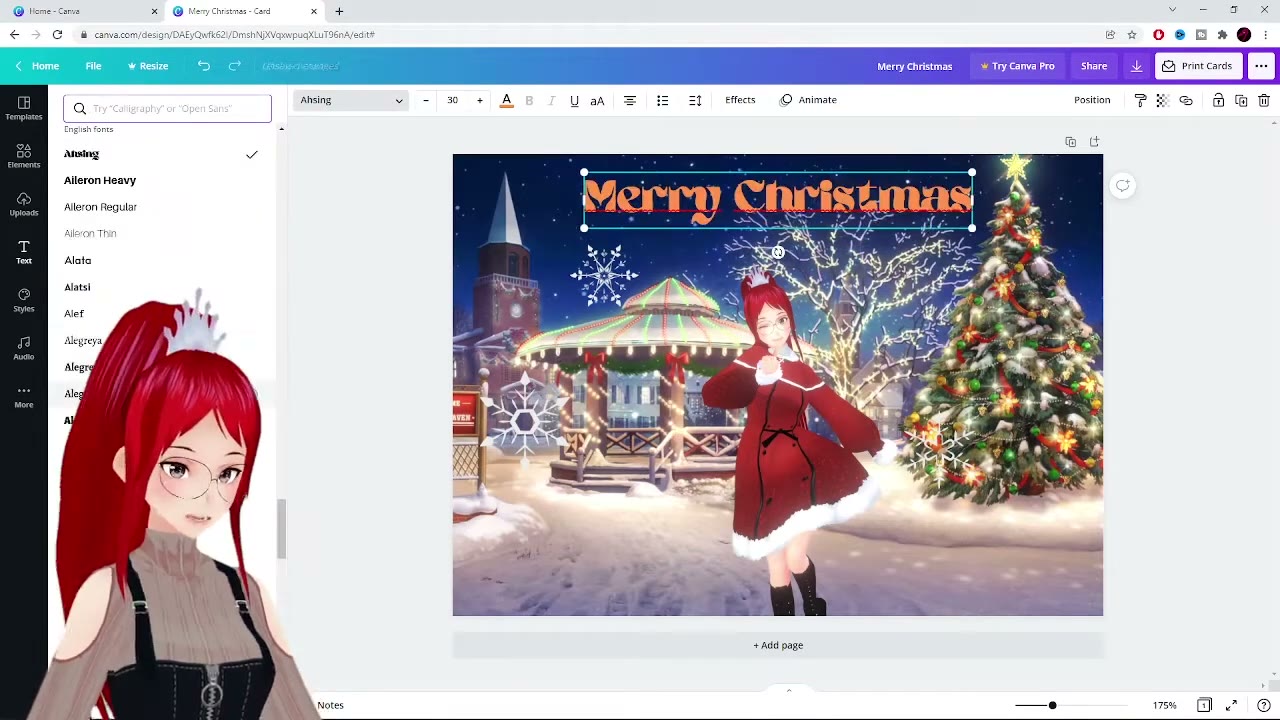 Home - Canva
Merry Christmas - Card
canva.com/design/DAEyQwfk62I/DmshNjXVqxwpuqXLuT96nA/edit#
Home
File
Resize
Merry Christmas
Try Canva Pro
Share
Print Cards
Templates
Elements
Uploads
Text
Styles
Audio
More
Try "Calligraphy" or "Open Sans"
English fonts
Ahsing
Aileron Heavy
Aileron Regular
Aileron Thin
Alata
Alatsi
Alef
Alegreya
Ahsing
30
B
I
U
aA
Effects
Animate
Position
Merry Christmas
+ Add page
Notes
175%
1